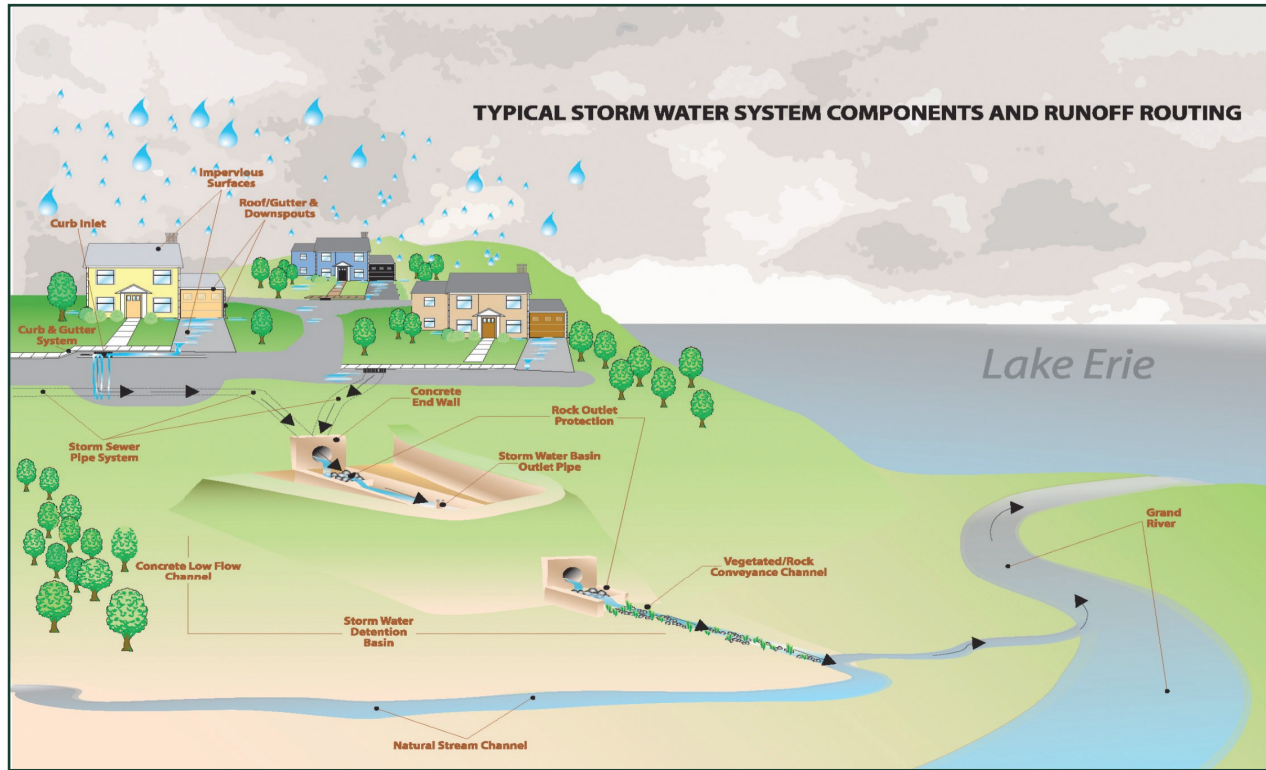 TYPICAL STORM WATER SYSTEM COMPONENTS AND RUNOFF ROUTING
Impervious
Surfaces
Roof/Gutter &
Downspouts
Curb Inlet
Curb & Gutter
System
Lake Erie
Concrete
End Wall
Rock Outlet
Protection
Storm Sewer
Pipe System
Storm Water Basin
Outlet Pipe
Grand
River
Concrete Low Flow
Channel
Vegetated/Rock
Conveyance Channel
Storm Water
Detention
Basin
Natural Stream Channel